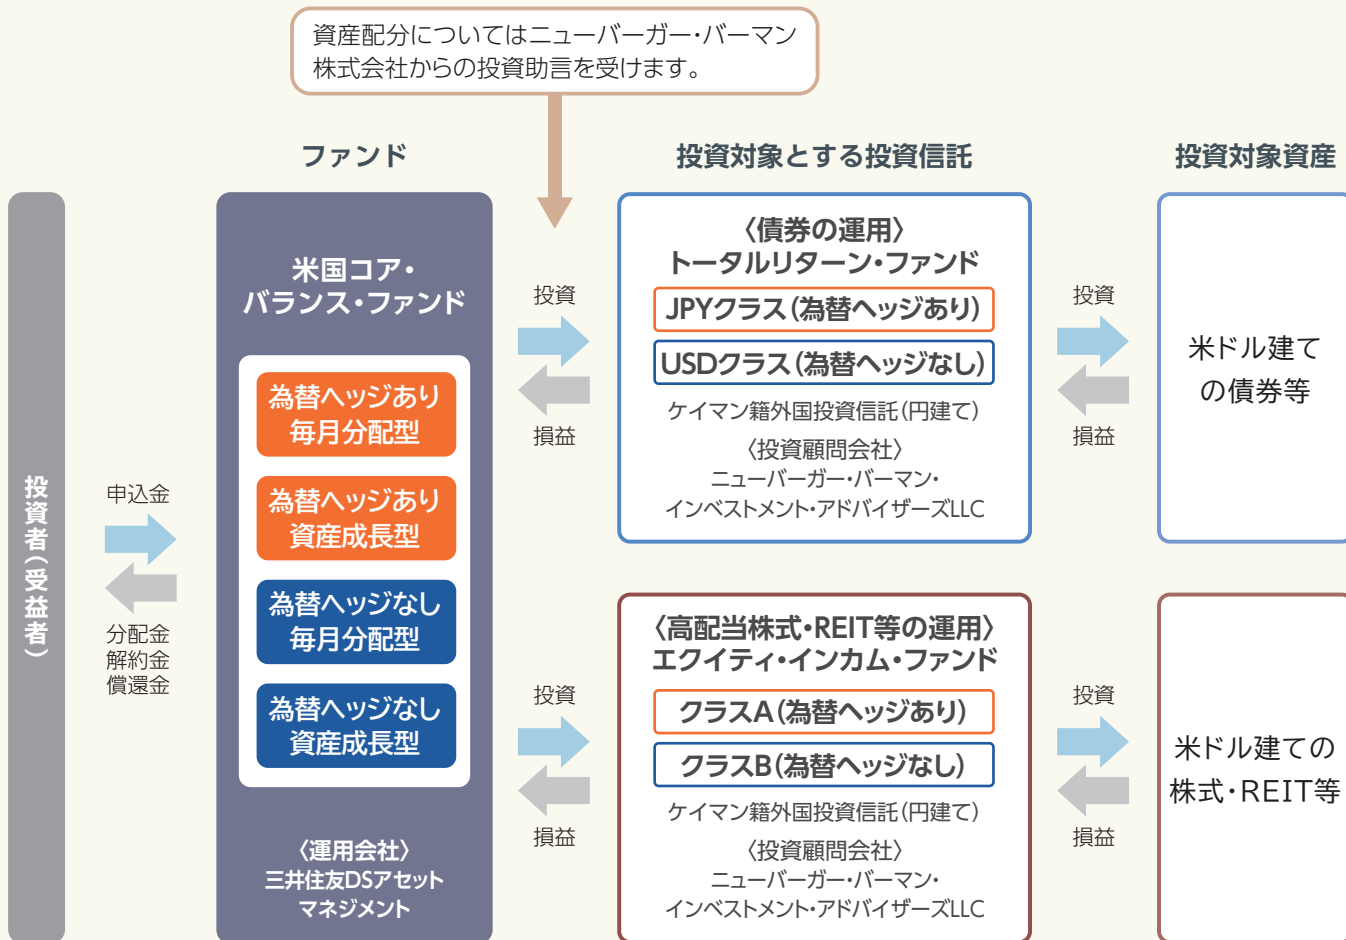 資産配分についてはニューバーガー・バーマン
株式会社からの投資助言を受けます。
ファンド
投資対象とする投資信託
投資対象資産
投資者(受益者)
申込金
分配金
解約金
償還金
米国コア・
バランス・ファンド
為替ヘッジあり
毎月分配型
為替ヘッジあり
資産成長型
為替ヘッジなし
毎月分配型
為替ヘッジなし
資産成長型
〈運用会社〉
三井住友DSアセット
マネジメント
投資
損益
〈債券の運用〉
トータルリターン・ファンド
JPYクラス(為替ヘッジあり)
USDクラス(為替ヘッジなし)
ケイマン籍外国投資信託(円建て)
〈投資顧問会社〉
ニューバーガー・バーマン・
インベストメント・アドバイザーズLLC
投資
損益
米ドル建て
の債券等
投資
損益
〈高配当株式・REIT等の運用〉
エクイティ・インカム・ファンド
クラスA(為替ヘッジあり)
クラスB(為替ヘッジなし)
ケイマン籍外国投資信託(円建て)
〈投資顧問会社〉
ニューバーガー・バーマン・
インベストメント・アドバイザーズLLC
投資
損益
米ドル建ての
株式・REIT等